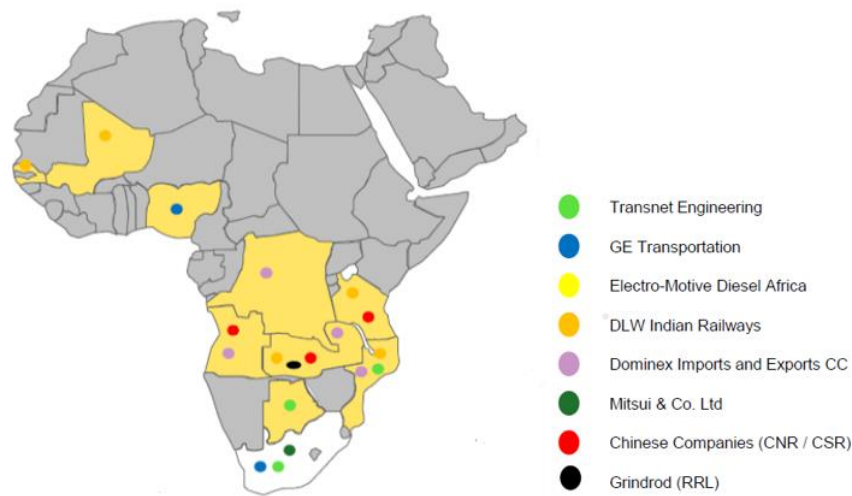 Transnet Engineering
GE Transportation
Electro-Motive Diesel Africa
DLW Indian Railways
Dominex Imports and Exports CC
Mitsui & Co. Ltd
Chinese Companies (CNR / CSR)
Grindrod (RRL)